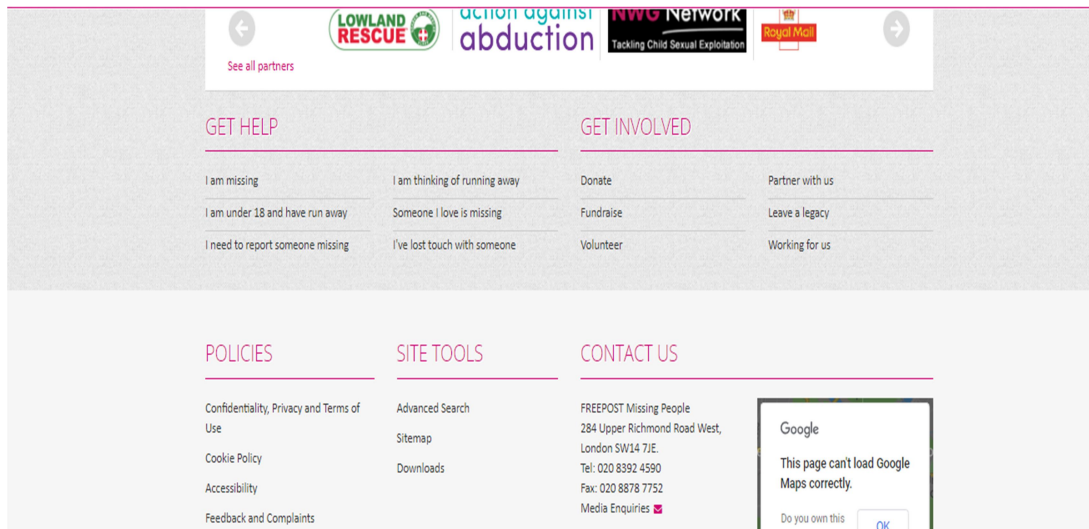 LOWLAND
RESCUE
action against
abduction
NWG Network
Tackling Child Sexual Exploitation
Royal Mail
See all partners
GET HELP
I am missing
I am thinking of running away
I am under 18 and have run away
Someone I love is missing
I need to report someone missing
I've lost touch with someone
GET INVOLVED
Donate
Partner with us
Fundraise
Leave a legacy
Volunteer
Working for us
POLICIES
Confidentiality, Privacy and Terms of
Use
Cookie Policy
Accessibility
Feedback and Complaints
SITE TOOLS
Advanced Search
Sitemap
Downloads
CONTACT US
FREEPOST Missing People
284 Upper Richmond Road West,
London SW14 7JE.
Tel: 020 8392 4590
Fax: 020 8878 7752
Media Enquiries
Google
This page can't load Google
Maps correctly.
Do you own this
OK